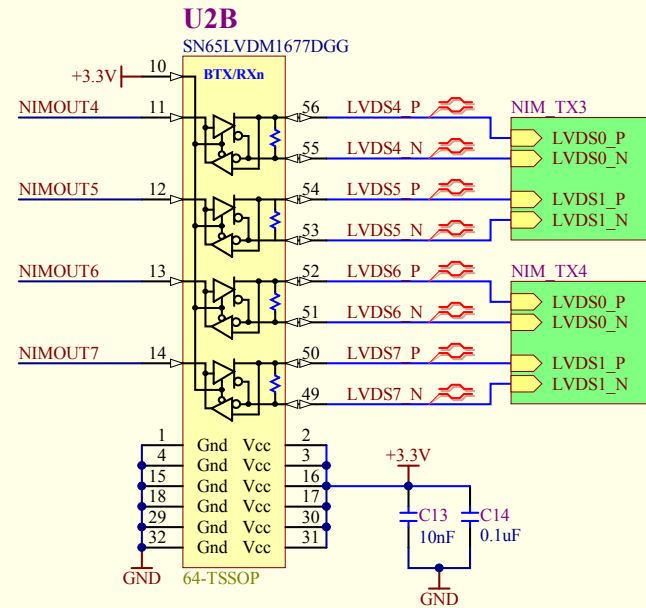 U2B
SN65LVDM1677DGG
+3.3V 10 BTX/RXn
NIMOUT4 11 56 LVDS4_P NIM_TX3
LVDS0_P
55 LVDS4_N LVDS0_N
NIMOUT5 12 54 LVDS5_P LVDS1_P
53 LVDS5_N LVDS1_N
NIMOUT6 13 52 LVDS6_P NIM_TX4
LVDS0_P
51 LVDS6_N LVDS0_N
NIMOUT7 14 50 LVDS7_P LVDS1_P
49 LVDS7_N LVDS1_N
1 Gnd Vcc 2
4 Gnd Vcc 3
15 Gnd Vcc 16
18 Gnd Vcc 17
29 Gnd Vcc 30
32 Gnd Vcc 31
GND 64-TSSOP
+3.3V
C13 C14
10nF 0.1uF
GND